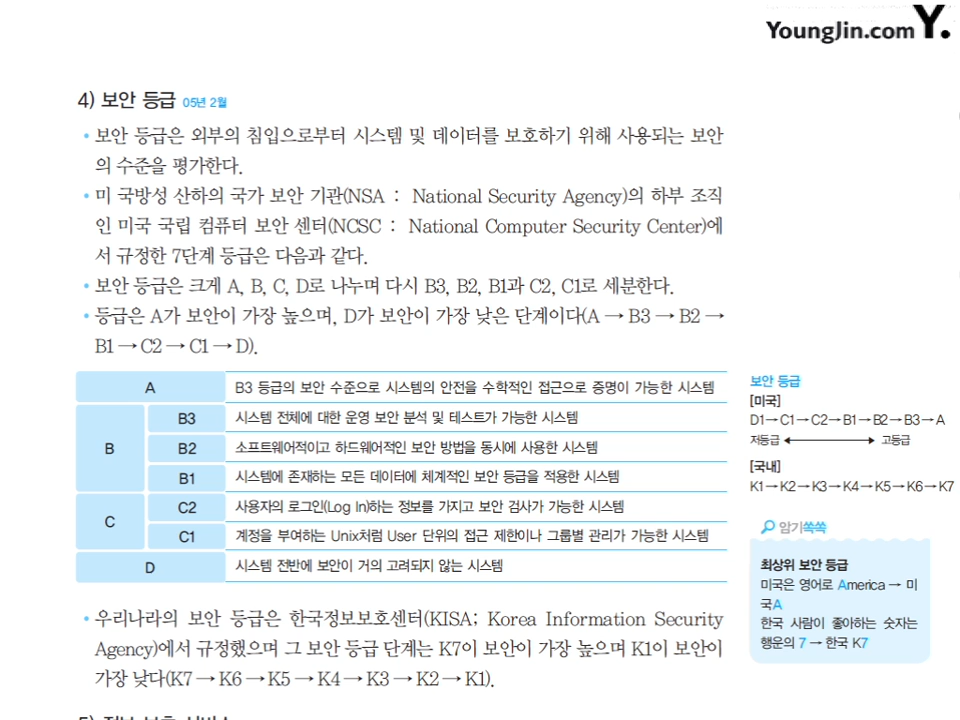 YoungJin.com Y.
4) 보안 등급 05년 2월
• 보안 등급은 외부의 침입으로부터 시스템 및 데이터를 보호하기 위해 사용되는 보안
의 수준을 평가한다.
• 미 국방성 산하의 국가 보안 기관(NSA : National Security Agency)의 하부 조직
인 미국 국립 컴퓨터 보안 센터(NCSC : National Computer Security Center)에
서 규정한 7단계 등급은 다음과 같다.
• 보안 등급은 크게 A, B, C, D로 나누며 다시 B3, B2, B1과 C2, C1로 세분한다.
• 등급은 A가 보안이 가장 높으며, D가 보안이 가장 낮은 단계이다(A → B3 → B2 →
B1 → C2 → C1 → D).
A B3 등급의 보안 수준으로 시스템의 안전을 수학적인 접근으로 증명이 가능한 시스템
B B3 시스템 전체에 대한 운영 보안 분석 및 테스트가 가능한 시스템
B2 소프트웨어적이고 하드웨어적인 보안 방법을 동시에 사용한 시스템
B1 시스템에 존재하는 모든 데이터에 체계적인 보안 등급을 적용한 시스템
C C2 사용자의 로그인(Log In)하는 정보를 가지고 보안 검사가 가능한 시스템
C1 계정을 부여하는 Unix처럼 User 단위의 접근 제한이나 그룹별 관리가 가능한 시스템
D 시스템 전반에 보안이 거의 고려되지 않는 시스템
보안 등급
[미국]
D1→C1→C2→B1→B2→B3→A
저등급 ↔ 고등급
[국내]
K1→K2→K3→K4→K5→K6→K7
암기쏙쏙
최상위 보안 등급
미국은 영어로 America → 미
국A
한국 사람이 좋아하는 숫자는
행운의 7 → 한국 K7
• 우리나라의 보안 등급은 한국정보보호센터(KISA; Korea Information Security
Agency)에서 규정했으며 그 보안 등급 단계는 K7이 보안이 가장 높으며 K1이 보안이
가장 낮다(K7 → K6 → K5 → K4 → K3 → K2 → K1).